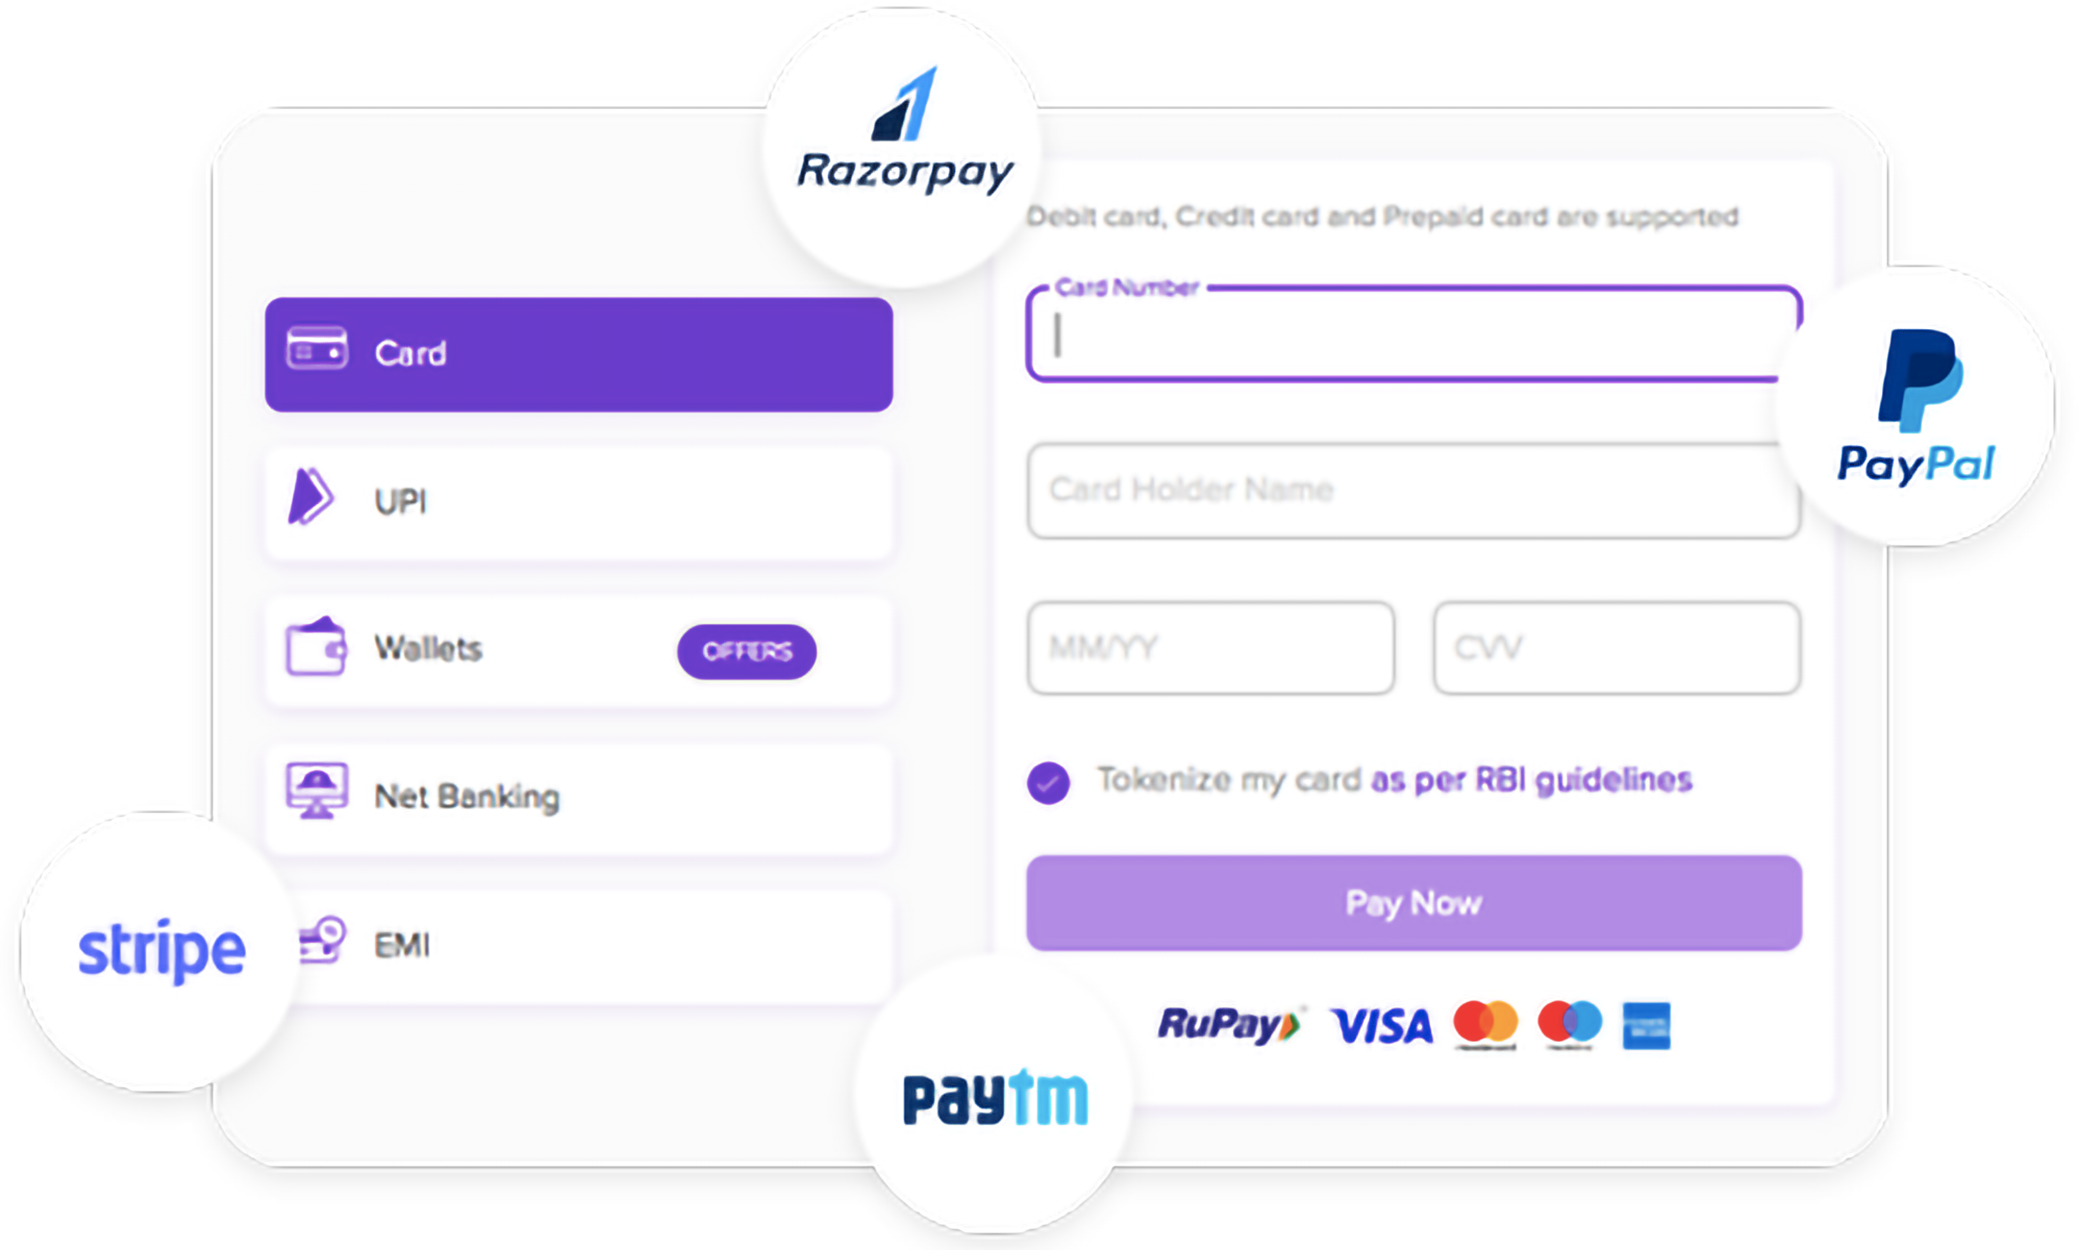 Razorpay
Debit card, Credit card and Prepaid card are supported
Card Number
Card
PayPal
Card Holder Name
UPI
MM/YY
CVV
Wallets
OFFERS
Tokenize my card as per RBI guidelines
Net Banking
Pay Now
stripe
EMI
RuPay
VISA
paytm